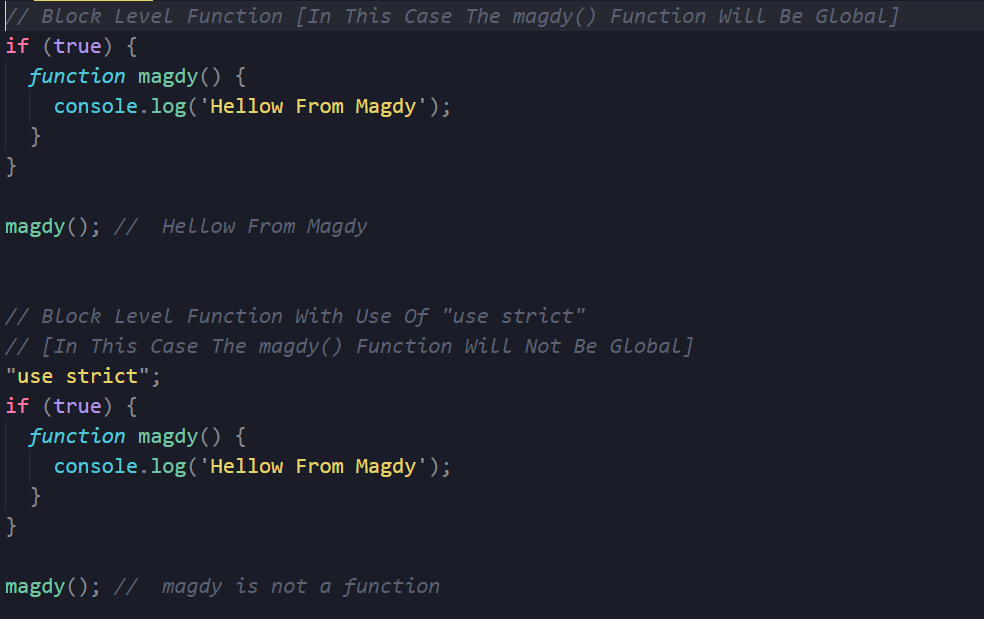 // Block Level Function [In This Case The magdy() Function Will Be Global]
if (true) {
  function magdy() {
    console.log('Hellow From Magdy');
  }
}
magdy(); //  Hellow From Magdy
// Block Level Function With Use Of "use strict"
// [In This Case The magdy() Function Will Not Be Global]
"use strict";
if (true) {
  function magdy() {
    console.log('Hellow From Magdy');
  }
}
magdy(); //  magdy is not a function